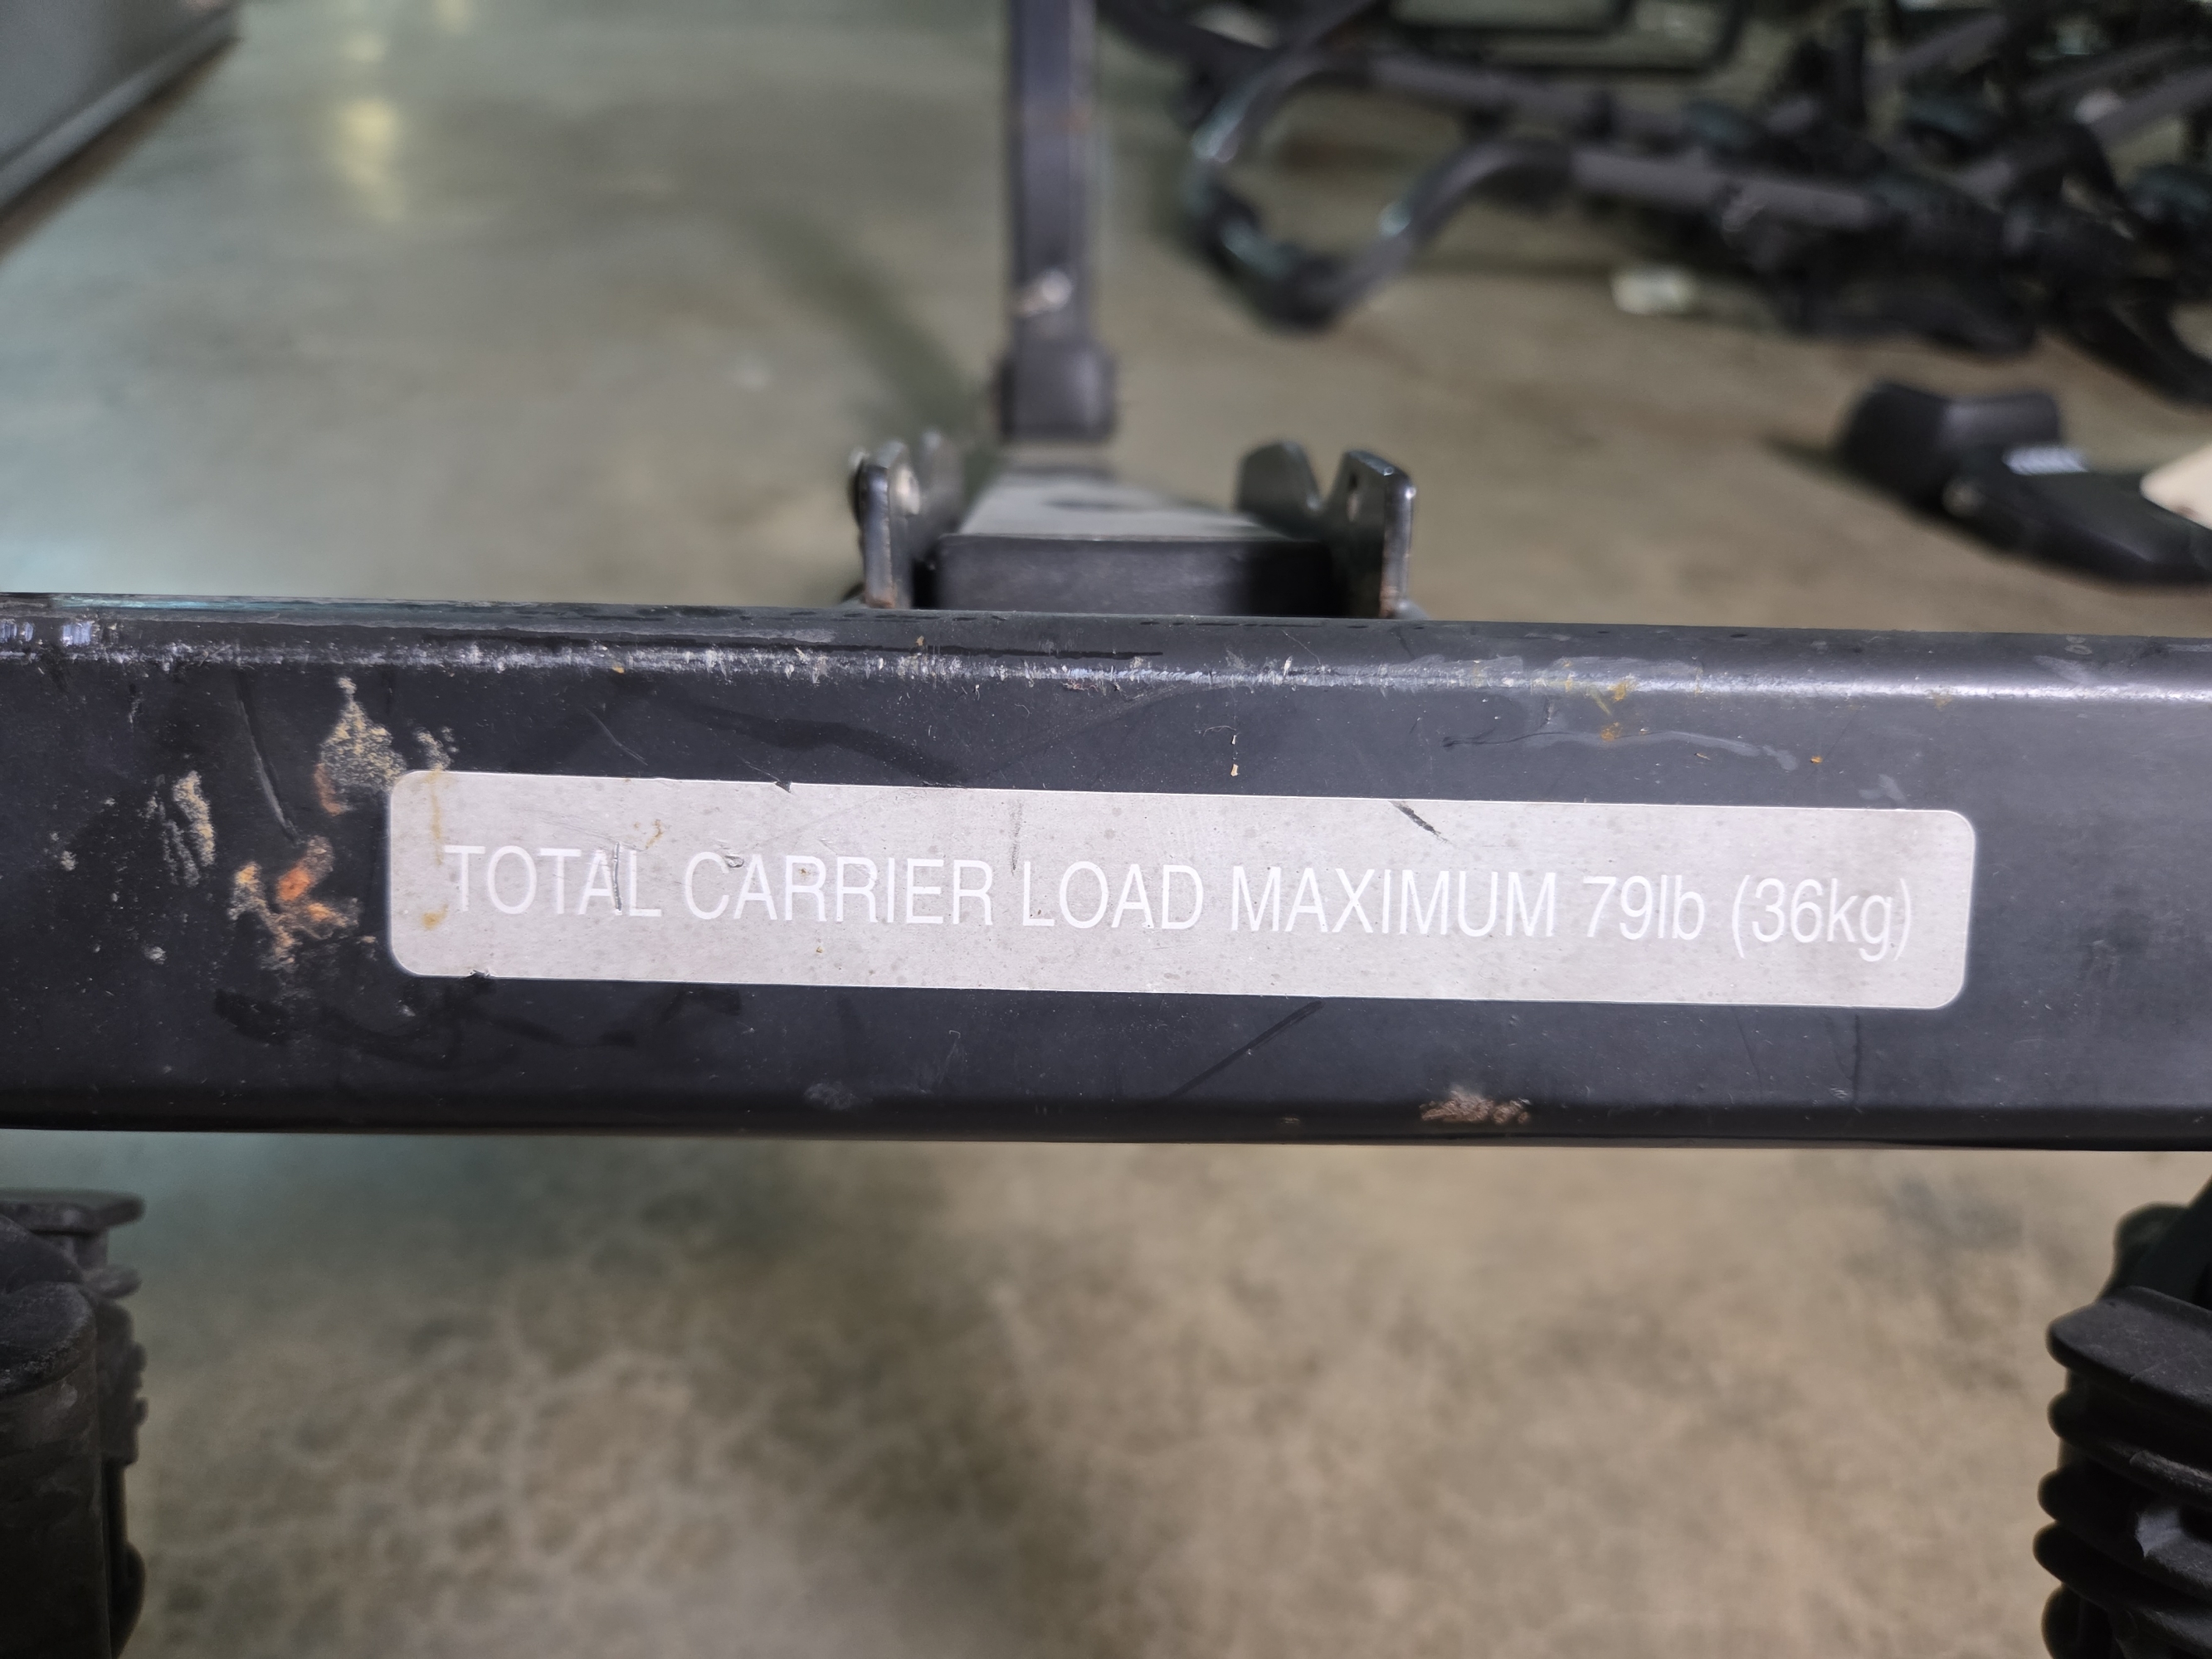 TOTAL CARRIER LOAD MAXIMUM 79lb (36kg)